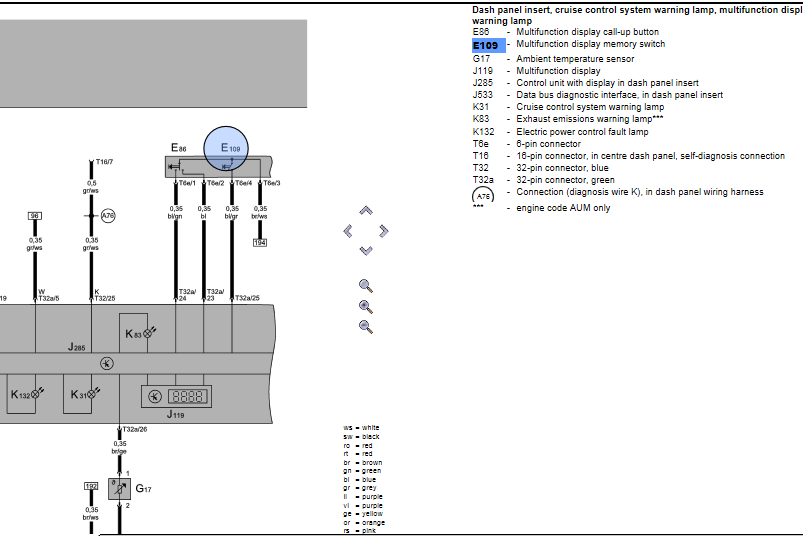 Dash panel insert, cruise control system warning lamp, multifunction displ
warning lamp
E86 - Multifunction display call-up button
E109 - Multifunction display memory switch
G17 - Ambient temperature sensor
J119 - Multifunction display
J285 - Control unit with display in dash panel insert
J533 - Data bus diagnostic interface, in dash panel insert
K31 - Cruise control system warning lamp
K83 - Exhaust emissions warning lamp***
K132 - Electric power control fault lamp
T6e - 6-pin connector
T16 - 16-pin connector, in centre dash panel, self-diagnosis connection
T32 - 32-pin connector, blue
T32a - 32-pin connector, green
A76 - Connection (diagnosis wire K), in dash panel wiring harness
*** - engine code AUM only
E86 E109
T16/7
T6e/1 T6e/2 T6e/4 T6e/3
0,5
gr/ws
96 A76
0,35 0,35 0,35 0,35
bl/gn bl bl/gr br/ws
194
0,35 0,35
gr/ws gr/ws
W K T32a/ T32a/
19 T32a/5 T32/25 24 23 T32a/25
K83
J285
K
K132 K31 K 8888
J119
T32a/26
0,35
br/ge
1
192 ϑ G17
2
0,35
br/ws
ws = white
sw = black
ro = red
rt = red
br = brown
gn = green
bl = blue
gr = grey
li = purple
vi = purple
ge = yellow
or = orange
rs = pink